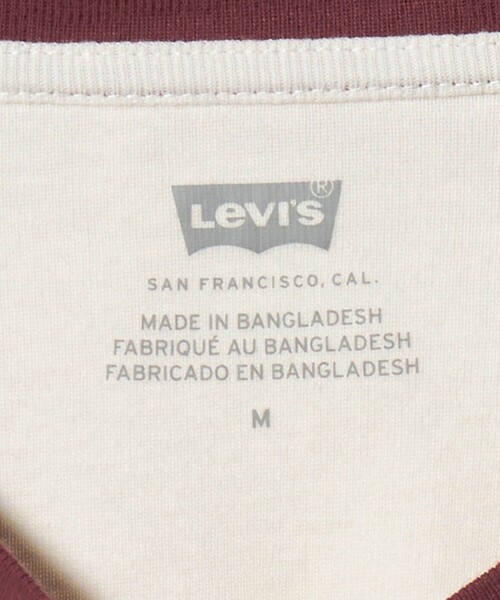 Levi's®
SAN FRANCISCO, CAL.
MADE IN BANGLADESH
FABRIQUÉ AU BANGLADESH
FABRICADO EN BANGLADESH
M